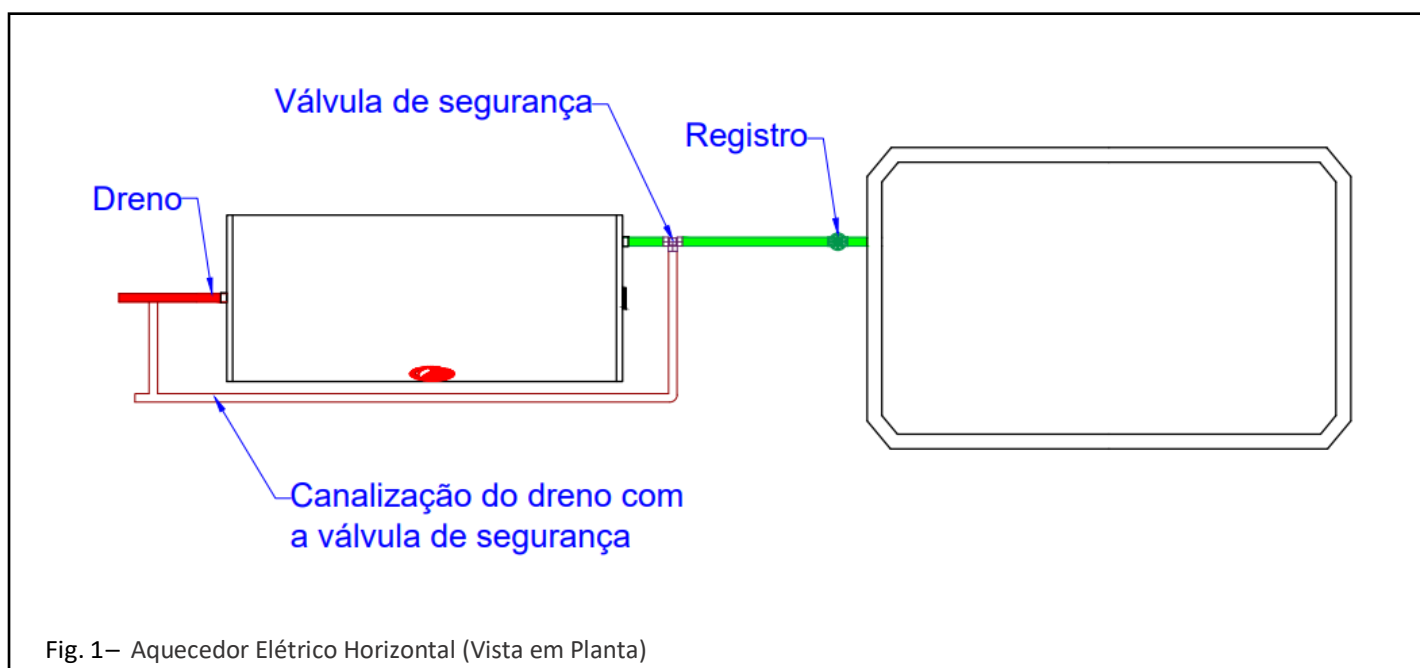 Válvula de segurança
Registro
Dreno
Canalização do dreno com
a válvula de segurança
Fig. 1– Aquecedor Elétrico Horizontal (Vista em Planta)